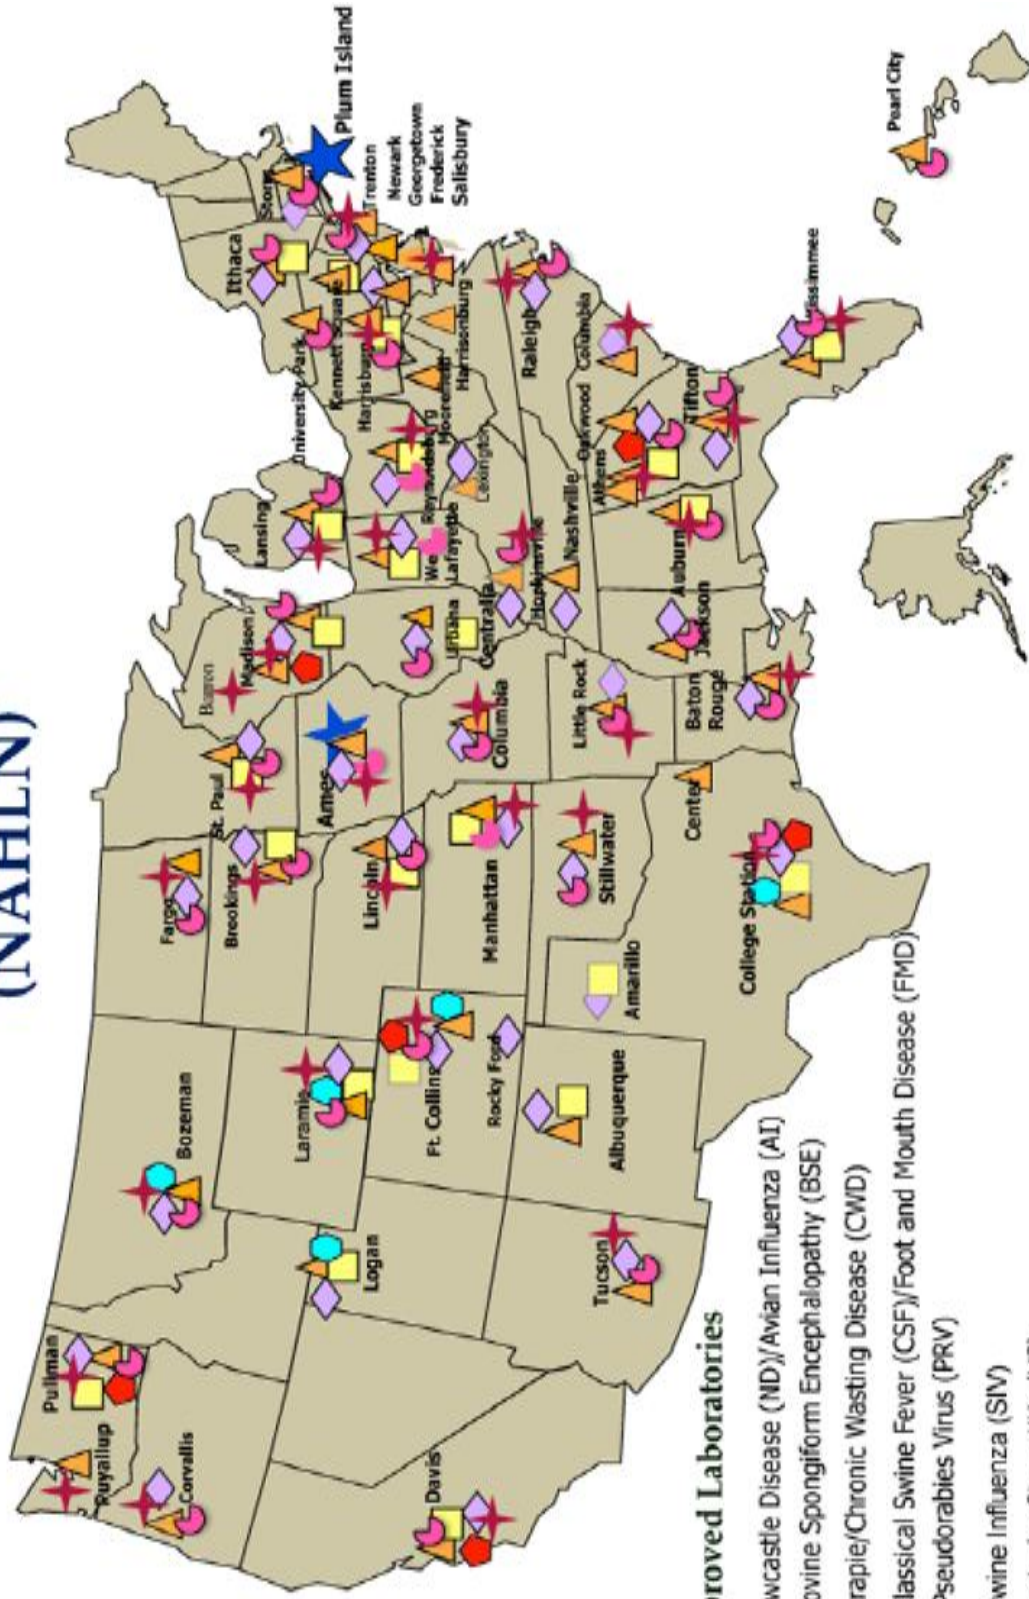 (NAHLN)
Pearl City
Plum Island
Trenton
Newark
Georgetown
Frederick
Salisbury
Ithaca
University Park
Kennett Square
Harrisburg
Moorefield
Harrisonburg
Raleigh
Columbia
Kissimmee
Lansing
Lexington
Oakwood
Athens
Tifton
Lafayette
Nashville
Hopkinsville
Auburn
Madison
Barron
Urbana
Centralia
Jackson
St. Paul
Ames
Columbia
Little Rock
Baton
Rouge
Fargo
Brookings
Lincoln
Manhattan
Stillwater
Center
College Station
Amarillo
Bozeman
Laramie
Ft. Collins
Rocky Ford
Albuquerque
Logan
Tucson
Pullman
Puyallup
Corvallis
Davis
roved Laboratories
wcastle Disease (ND)/Avian Influenza (AI)
ovine Spongiform Encephalopathy (BSE)
rapie/Chronic Wasting Disease (CWD)
lassical Swine Fever (CSF)/Foot and Mouth Disease (FMD)
Pseudorabies Virus (PRV)
wine Influenza (SIV)